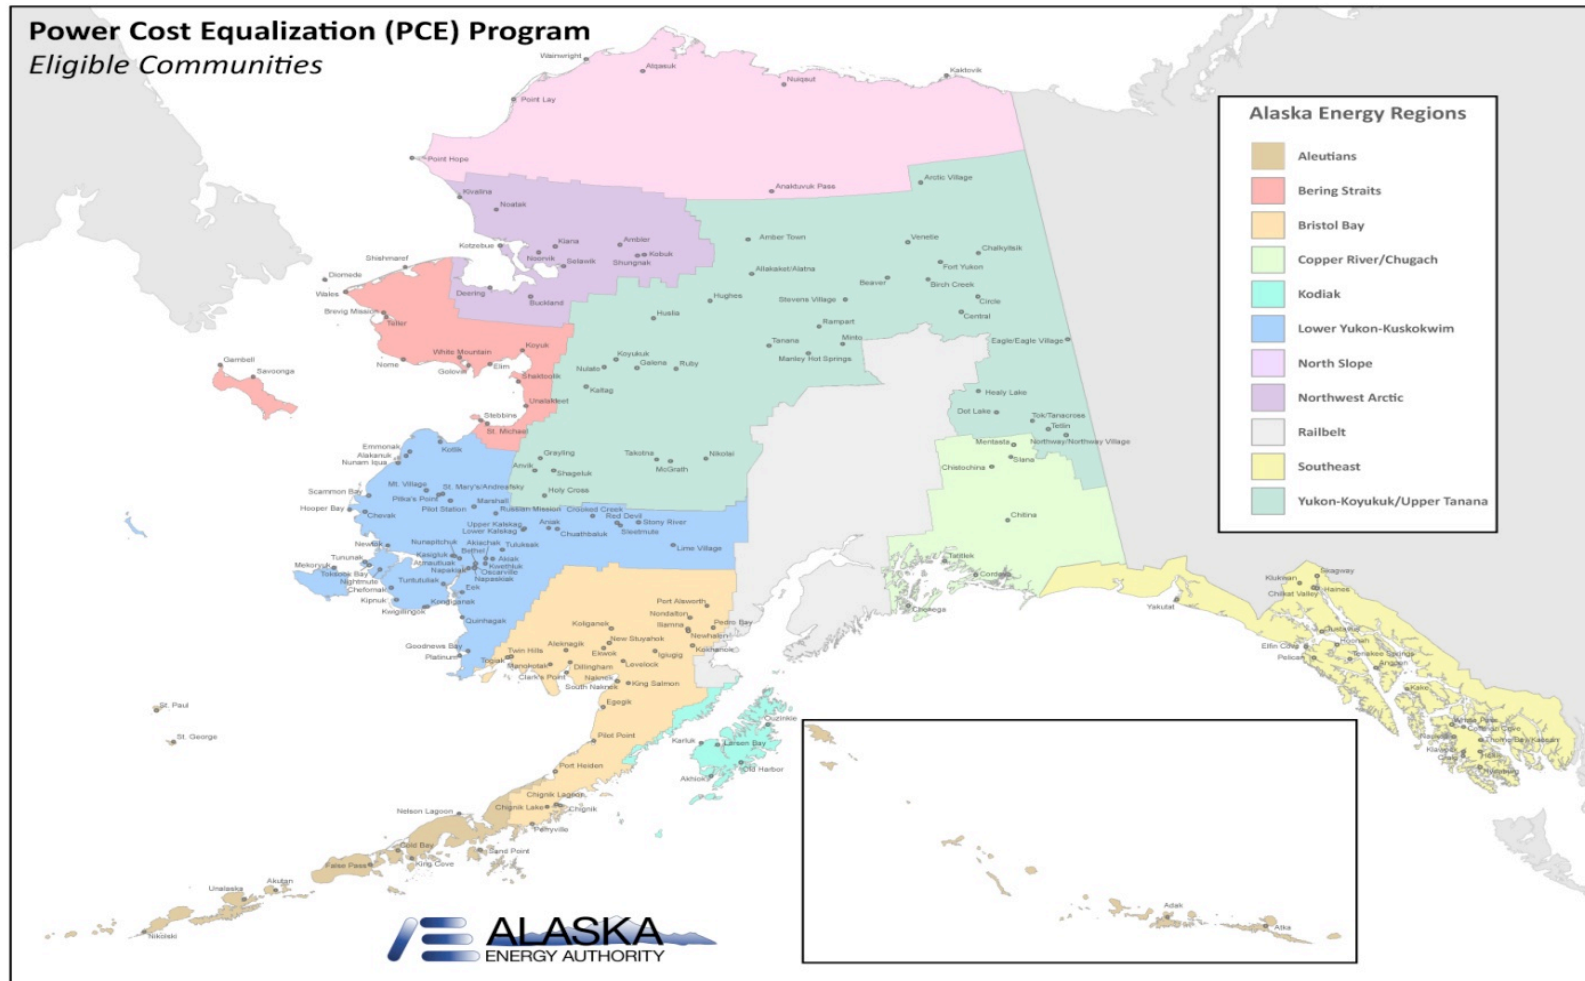 Power Cost Equalization (PCE) Program
Eligible Communities
Wainwright
Atqasuk
Nuiqsut
Kaktovik
Point Lay
Point Hope
Anaktuvuk Pass
Arctic Village
Kivalina
Noatak
Kotzebue
Kiana
Noorvik
Selawik
Ambler
Kobuk
Shungnak
Deering
Buckland
Amber Town
Venetie
Chalkyitsik
Allakaket/Alatna
Fort Yukon
Beaver
Birch Creek
Hughes
Stevens Village
Circle
Central
Huslia
Rampart
Tanana
Minto
Manley Hot Springs
Eagle/Eagle Village
Koyukuk
Galena
Ruby
Nulato
Kaltag
Healy Lake
Dot Lake
Tok/Tanacross
Tetlin
Northway/Northway Village
Grayling
Anvik
Shageluk
Holy Cross
Takotna
McGrath
Nikolai
Diomede
Shishmaref
Wales
Brevig Mission
Teller
White Mountain
Nome
Golovin
Elim
Koyuk
Shaktoolik
Unalakleet
Stebbins
St. Michael
Gambell
Savoonga
Emmonak
Alakanuk
Nunam Iqua
Kotlik
Mt. Village
St. Mary's/Andreafsky
Pitka's Point
Pilot Station
Marshall
Russian Mission
Scammon Bay
Hooper Bay
Chevak
Crooked Creek
Red Devil
Stony River
Sleetmute
Upper Kalskag
Lower Kalskag
Aniak
Chuathbaluk
Lime Village
Newtok
Nunapitchuk
Kasigluk
Atmautluak
Akiachak
Bethel
Tuluksak
Akiak
Kwethluk
Oscarville
Napakiak
Napaskiak
Tununak
Mekoryuk
Toksook Bay
Nightmute
Chefornak
Tuntutuliak
Kipnuk
Kongiganak
Kwigillingok
Eek
Quinhagak
Goodnews Bay
Platinum
Port Alsworth
Nondalton
Iliamna
Pedro Bay
Newhalen
Kokhanok
Koliganek
New Stuyahok
Ekwok
Igiugig
Levelock
Aleknagik
Twin Hills
Togiak
Manokotak
Dillingham
Clark's Point
Naknek
South Naknek
King Salmon
Egegik
Pilot Point
Port Heiden
Chignik Lagoon
Chignik Lake
Chignik
Perryville
Mentasta
Slana
Chistochina
Chitina
Tatitlek
Cordova
Chenega
Ouzinkie
Karluk
Larsen Bay
Old Harbor
Akhiok
St. Paul
St. George
Nelson Lagoon
Cold Bay
Sand Point
King Cove
False Pass
Akutan
Unalaska
Nikolski
Adak
Atka
Yakutat
Skagway
Klukwan
Haines
Chilkat Valley
Gustavus
Hoonah
Elfin Cove
Pelican
Tenakee Springs
Angoon
Kake
Klawock
Craig
Hydaburg
Alaska Energy Regions
Aleutians
Bering Straits
Bristol Bay
Copper River/Chugach
Kodiak
Lower Yukon-Kuskokwim
North Slope
Northwest Arctic
Railbelt
Southeast
Yukon-Koyukuk/Upper Tanana
ALASKA
ENERGY AUTHORITY